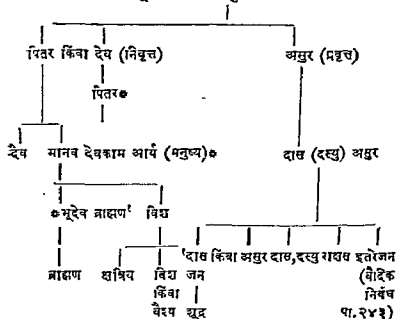 पितर किंवा देव (निवृत्त) असुर (प्रवृत्त)
पितर*
देव मानव देवकाम आर्य (मनुष्य)* दास (दस्यु) असुर
*भूदेव ब्राह्मण' विश
'दास किंवा असुर दास, दस्यु राक्षस इतरेजन
ब्राह्मण क्षत्रिय विश जन (वैदिक
किंवा निबंध
वैश्य शूद्र पा. २४३)